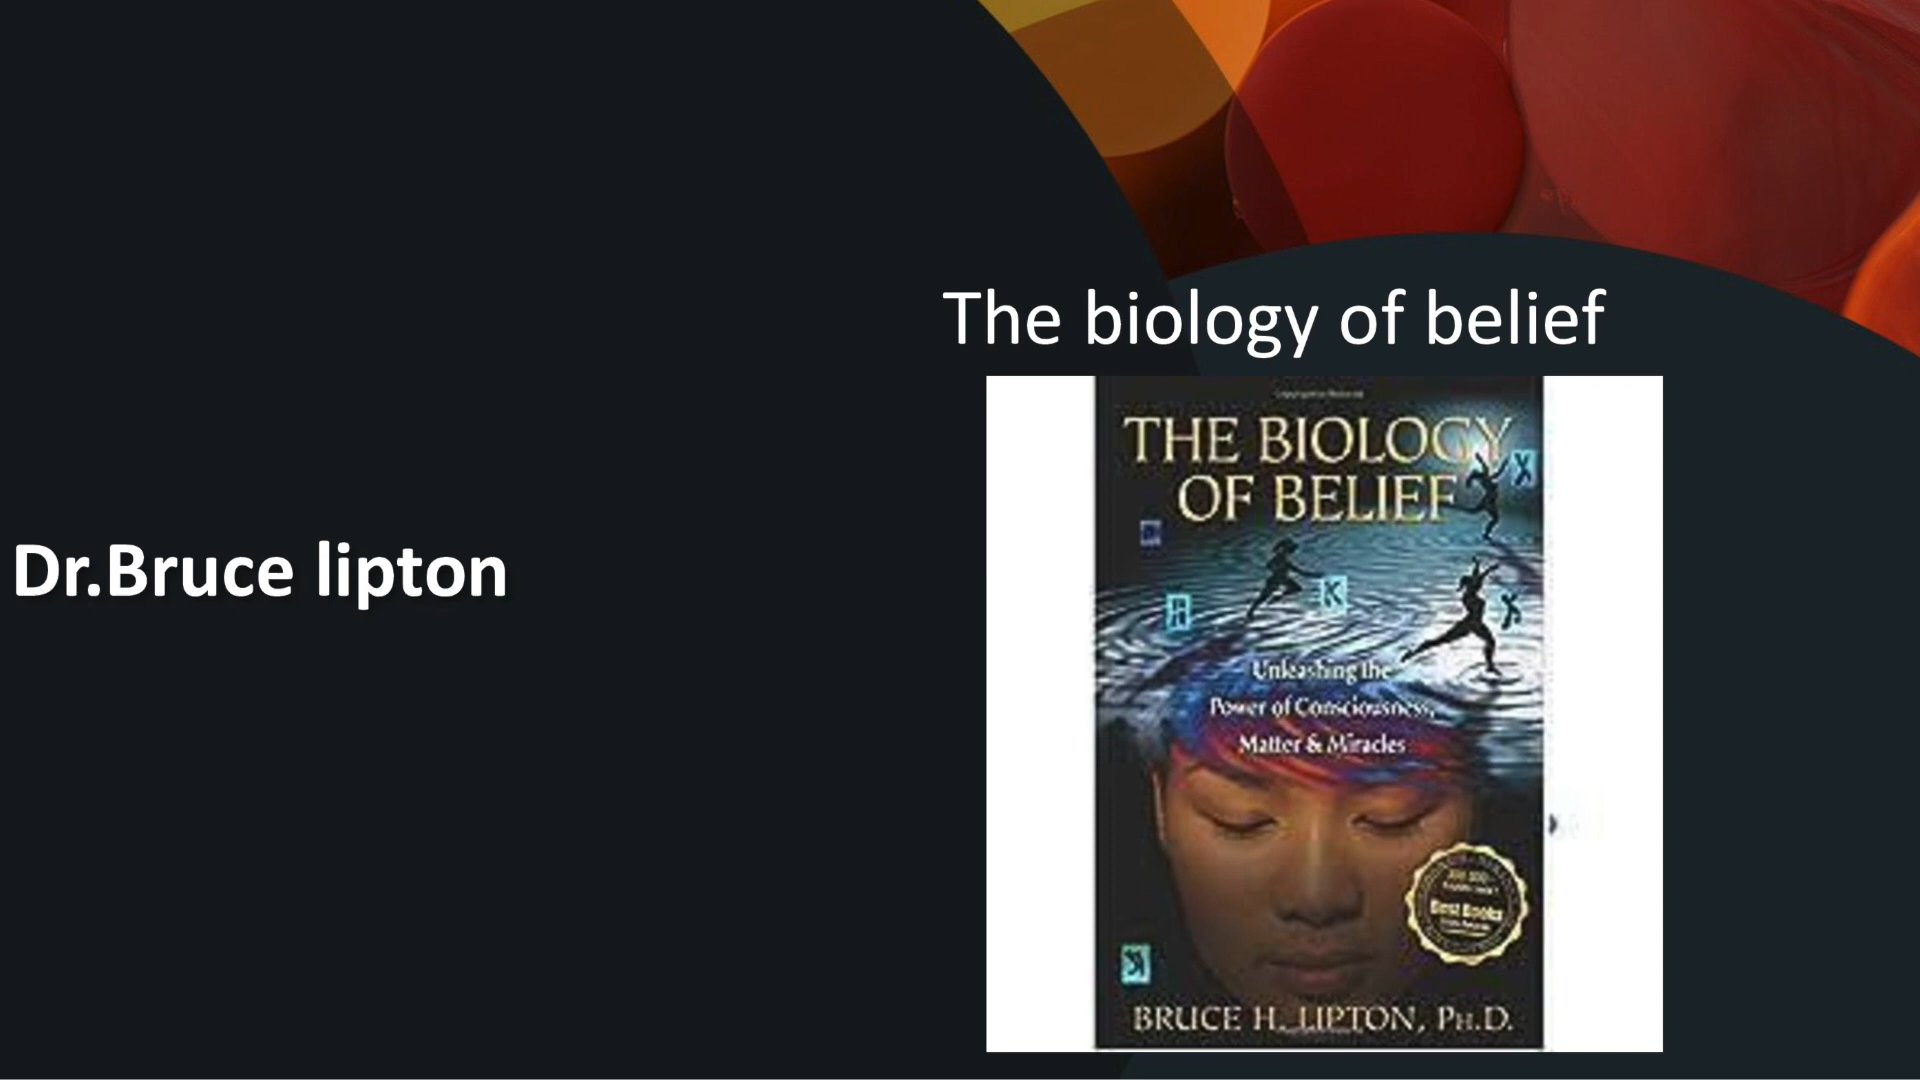 The biology of belief
Dr.Bruce lipton
THE BIOLOGY
OF BELIEF
Unleashing the
Power of Consciousness,
Matter & Miracles
Best Books
BRUCE H. LIPTON, PH.D.